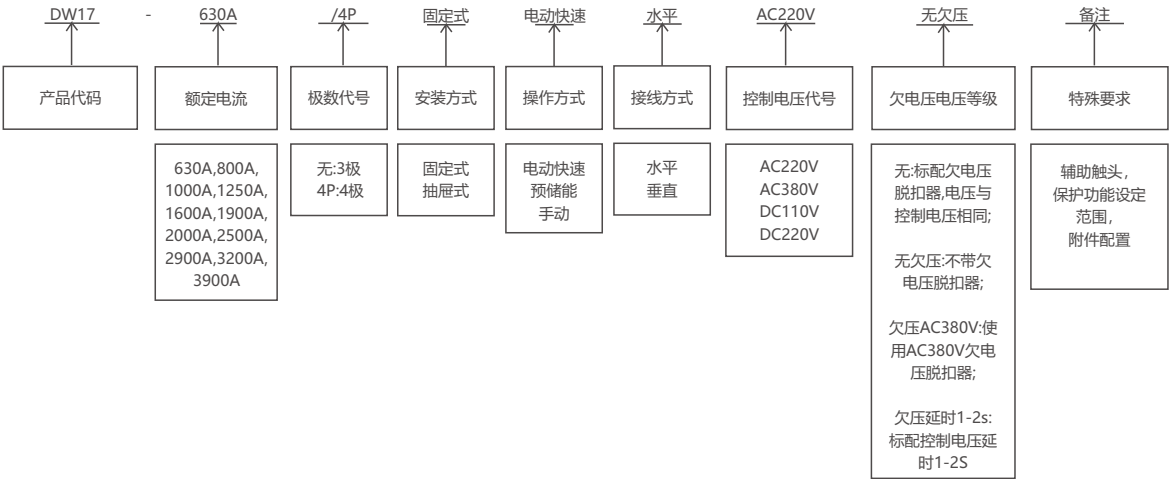 DW17 - 630A /4P 固定式 电动快速 水平 AC220V 无欠压 备注
产品代码 额定电流 极数代号 安装方式 操作方式 接线方式 控制电压代号 欠电压电压等级 特殊要求
630A,800A,
1000A,1250A,
1600A,1900A,
2000A,2500A,
2900A,3200A,
3900A
无:3极
4P:4极
固定式
抽屉式
电动快速
预储能
手动
水平
垂直
AC220V
AC380V
DC110V
DC220V
无:标配欠电压
脱扣器,电压与
控制电压相同;
无欠压:不带欠
电压脱扣器;
欠压AC380V:使
用AC380V欠电
压脱扣器;
欠压延时1-2s:
标配控制电压延
时1-2S
辅助触头，
保护功能设定
范围，
附件配置